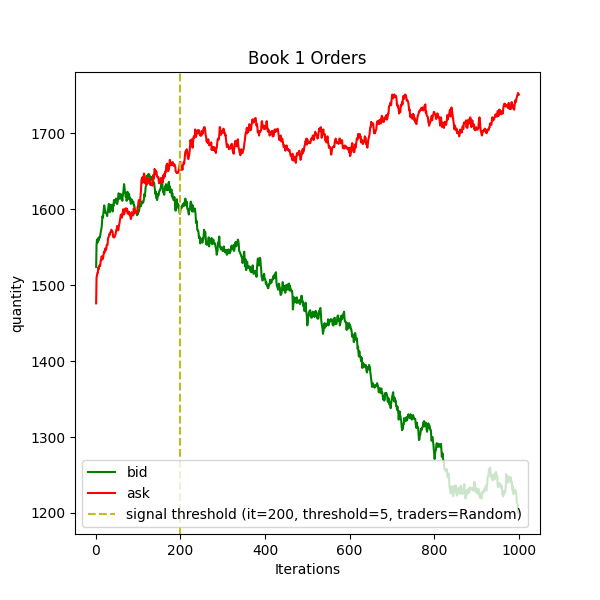 Book 1 Orders
quantity
1700
1600
1500
1400
1300
1200
bid
ask
signal threshold (it=200, threshold=5, traders=Random)
0 200 400 600 800 1000
Iterations